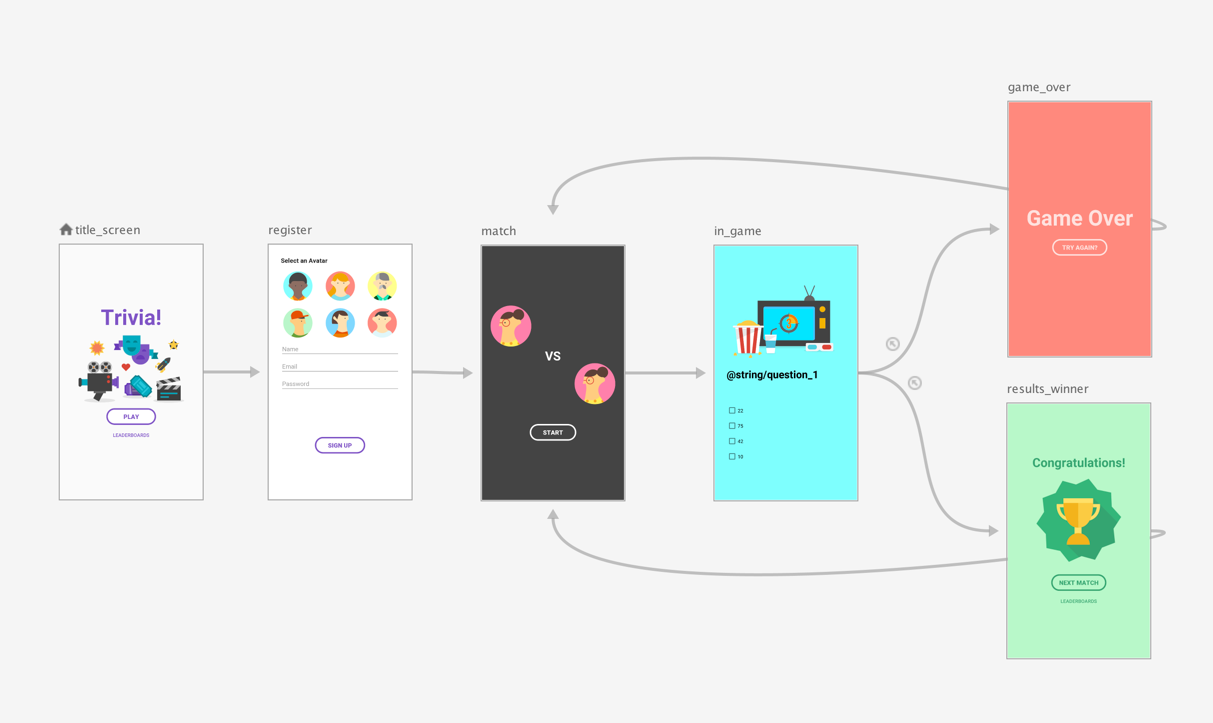 title_screen
Trivia!
PLAY
LEADERBOARDS
register
Select an Avatar
Name
Email
Password
SIGN UP
match
VS
START
in_game
@string/question_1
22
75
42
10
game_over
Game Over
TRY AGAIN?
results_winner
Congratulations!
NEXT MATCH
LEADERBOARDS